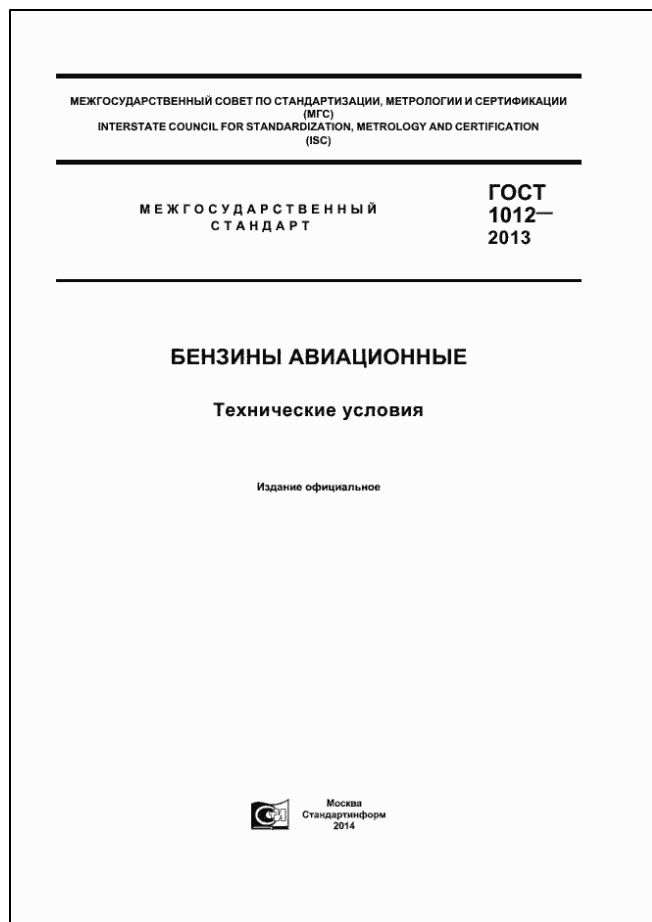 МЕЖГОСУДАРСТВЕННЫЙ СОВЕТ ПО СТАНДАРТИЗАЦИИ, МЕТРОЛОГИИ И СЕРТИФИКАЦИИ
(МГС)
INTERSTATE COUNCIL FOR STANDARDIZATION, METROLOGY AND CERTIFICATION
(ISC)
МЕЖГОСУДАРСТВЕННЫЙ
СТАНДАРТ
ГОСТ
1012—
2013
БЕНЗИНЫ АВИАЦИОННЫЕ
Технические условия
Издание официальное
Москва
Стандартинформ
2014